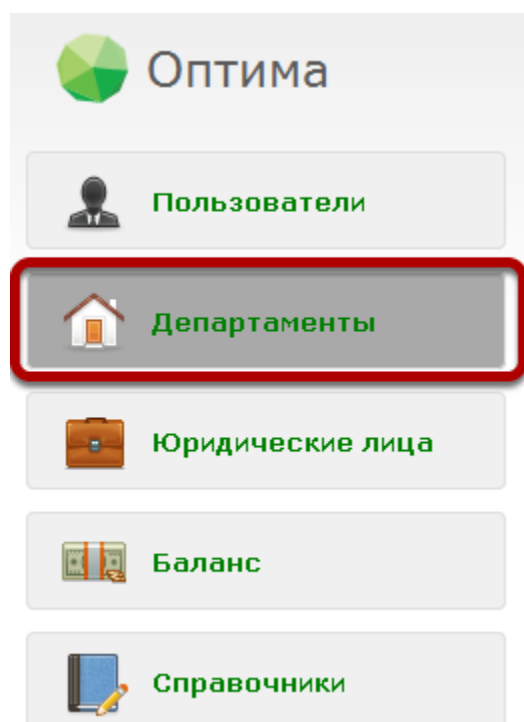 Оптима
Пользователи
Департаменты
Юридические лица
Баланс
Справочники